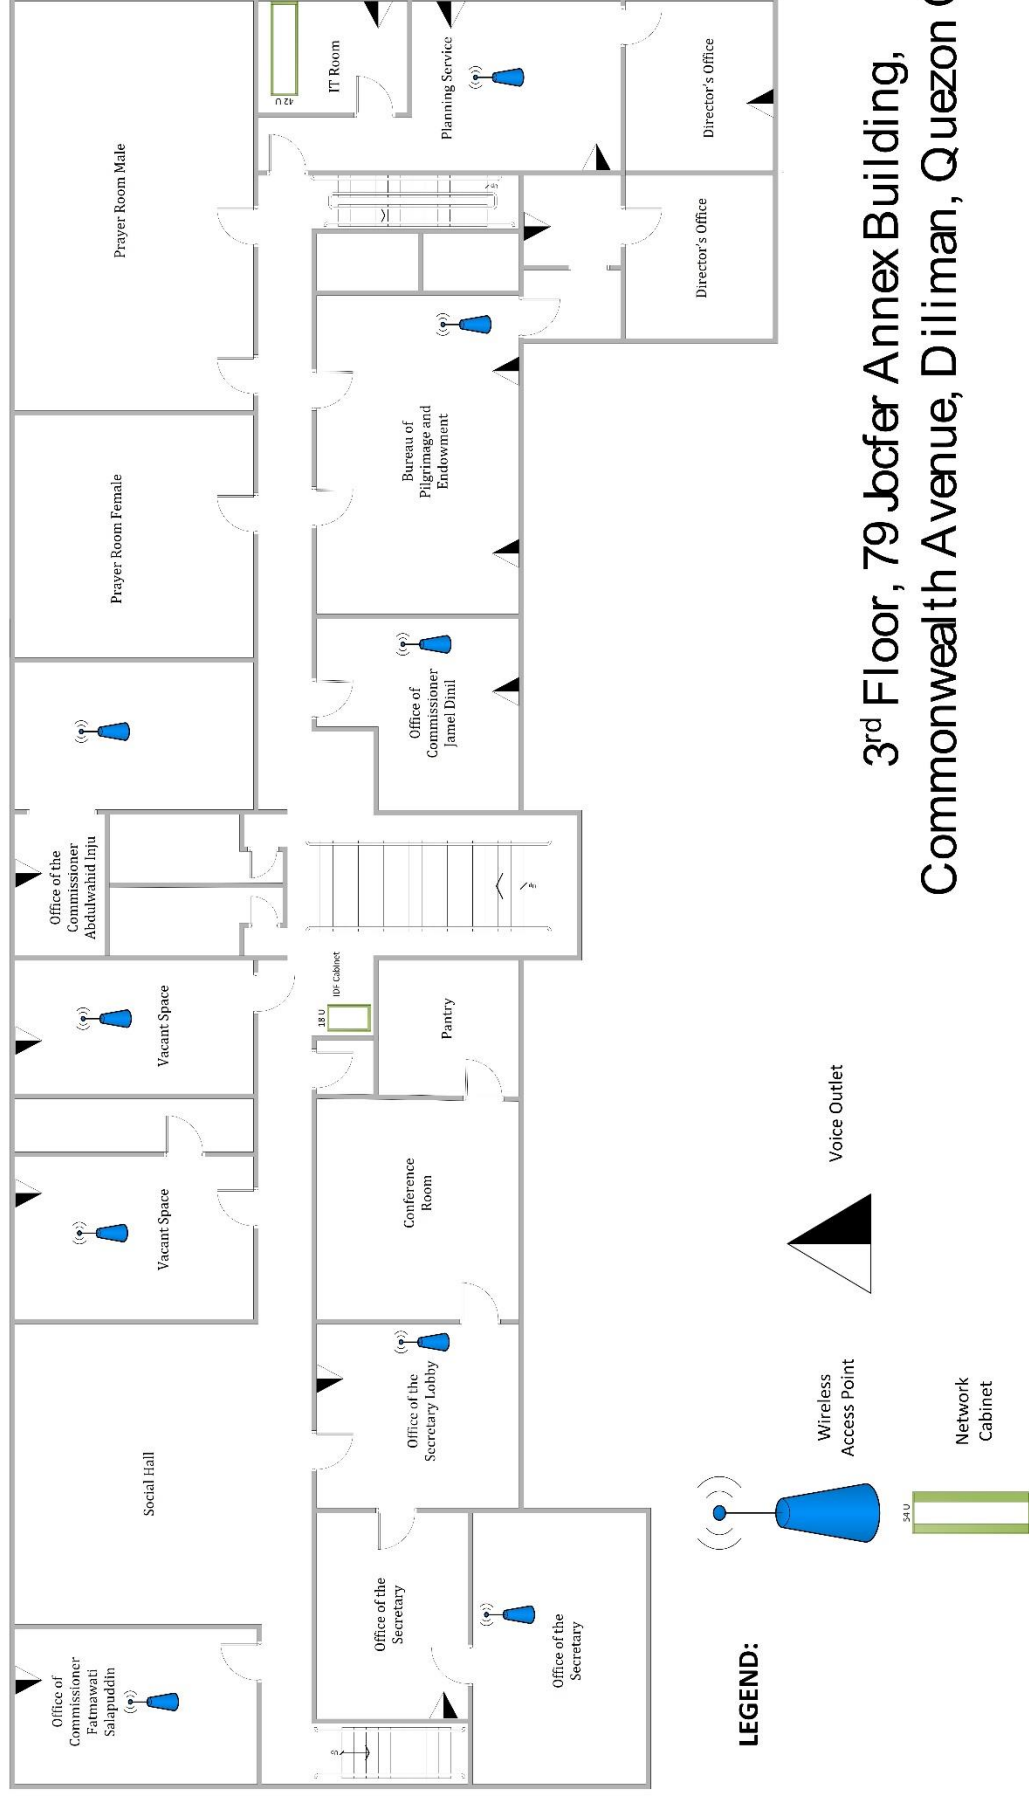 Office of
Commissioner
Fatmawati
Salapuddin
Social Hall
Vacant Space
Vacant Space
Office of the
Commissioner
Abdulwahid Inju
Prayer Room Female
Prayer Room Male
Office of the
Secretary
Office of the
Secretary
Office of the
Secretary Lobby
Conference
Room
Pantry
18 U
IDF Cabinet
Office of
Commissioner
Jamel Dinil
Bureau of
Pilgrimage and
Endowment
42 U
IT Room
Planning Service
Director's Office
Director's Office
LEGEND:
Wireless
Access Point
Voice Outlet
54 U
Network
Cabinet
3rd Floor, 79 Jocfer Annex Building,
Commonwealth Avenue, Diliman, Quezon